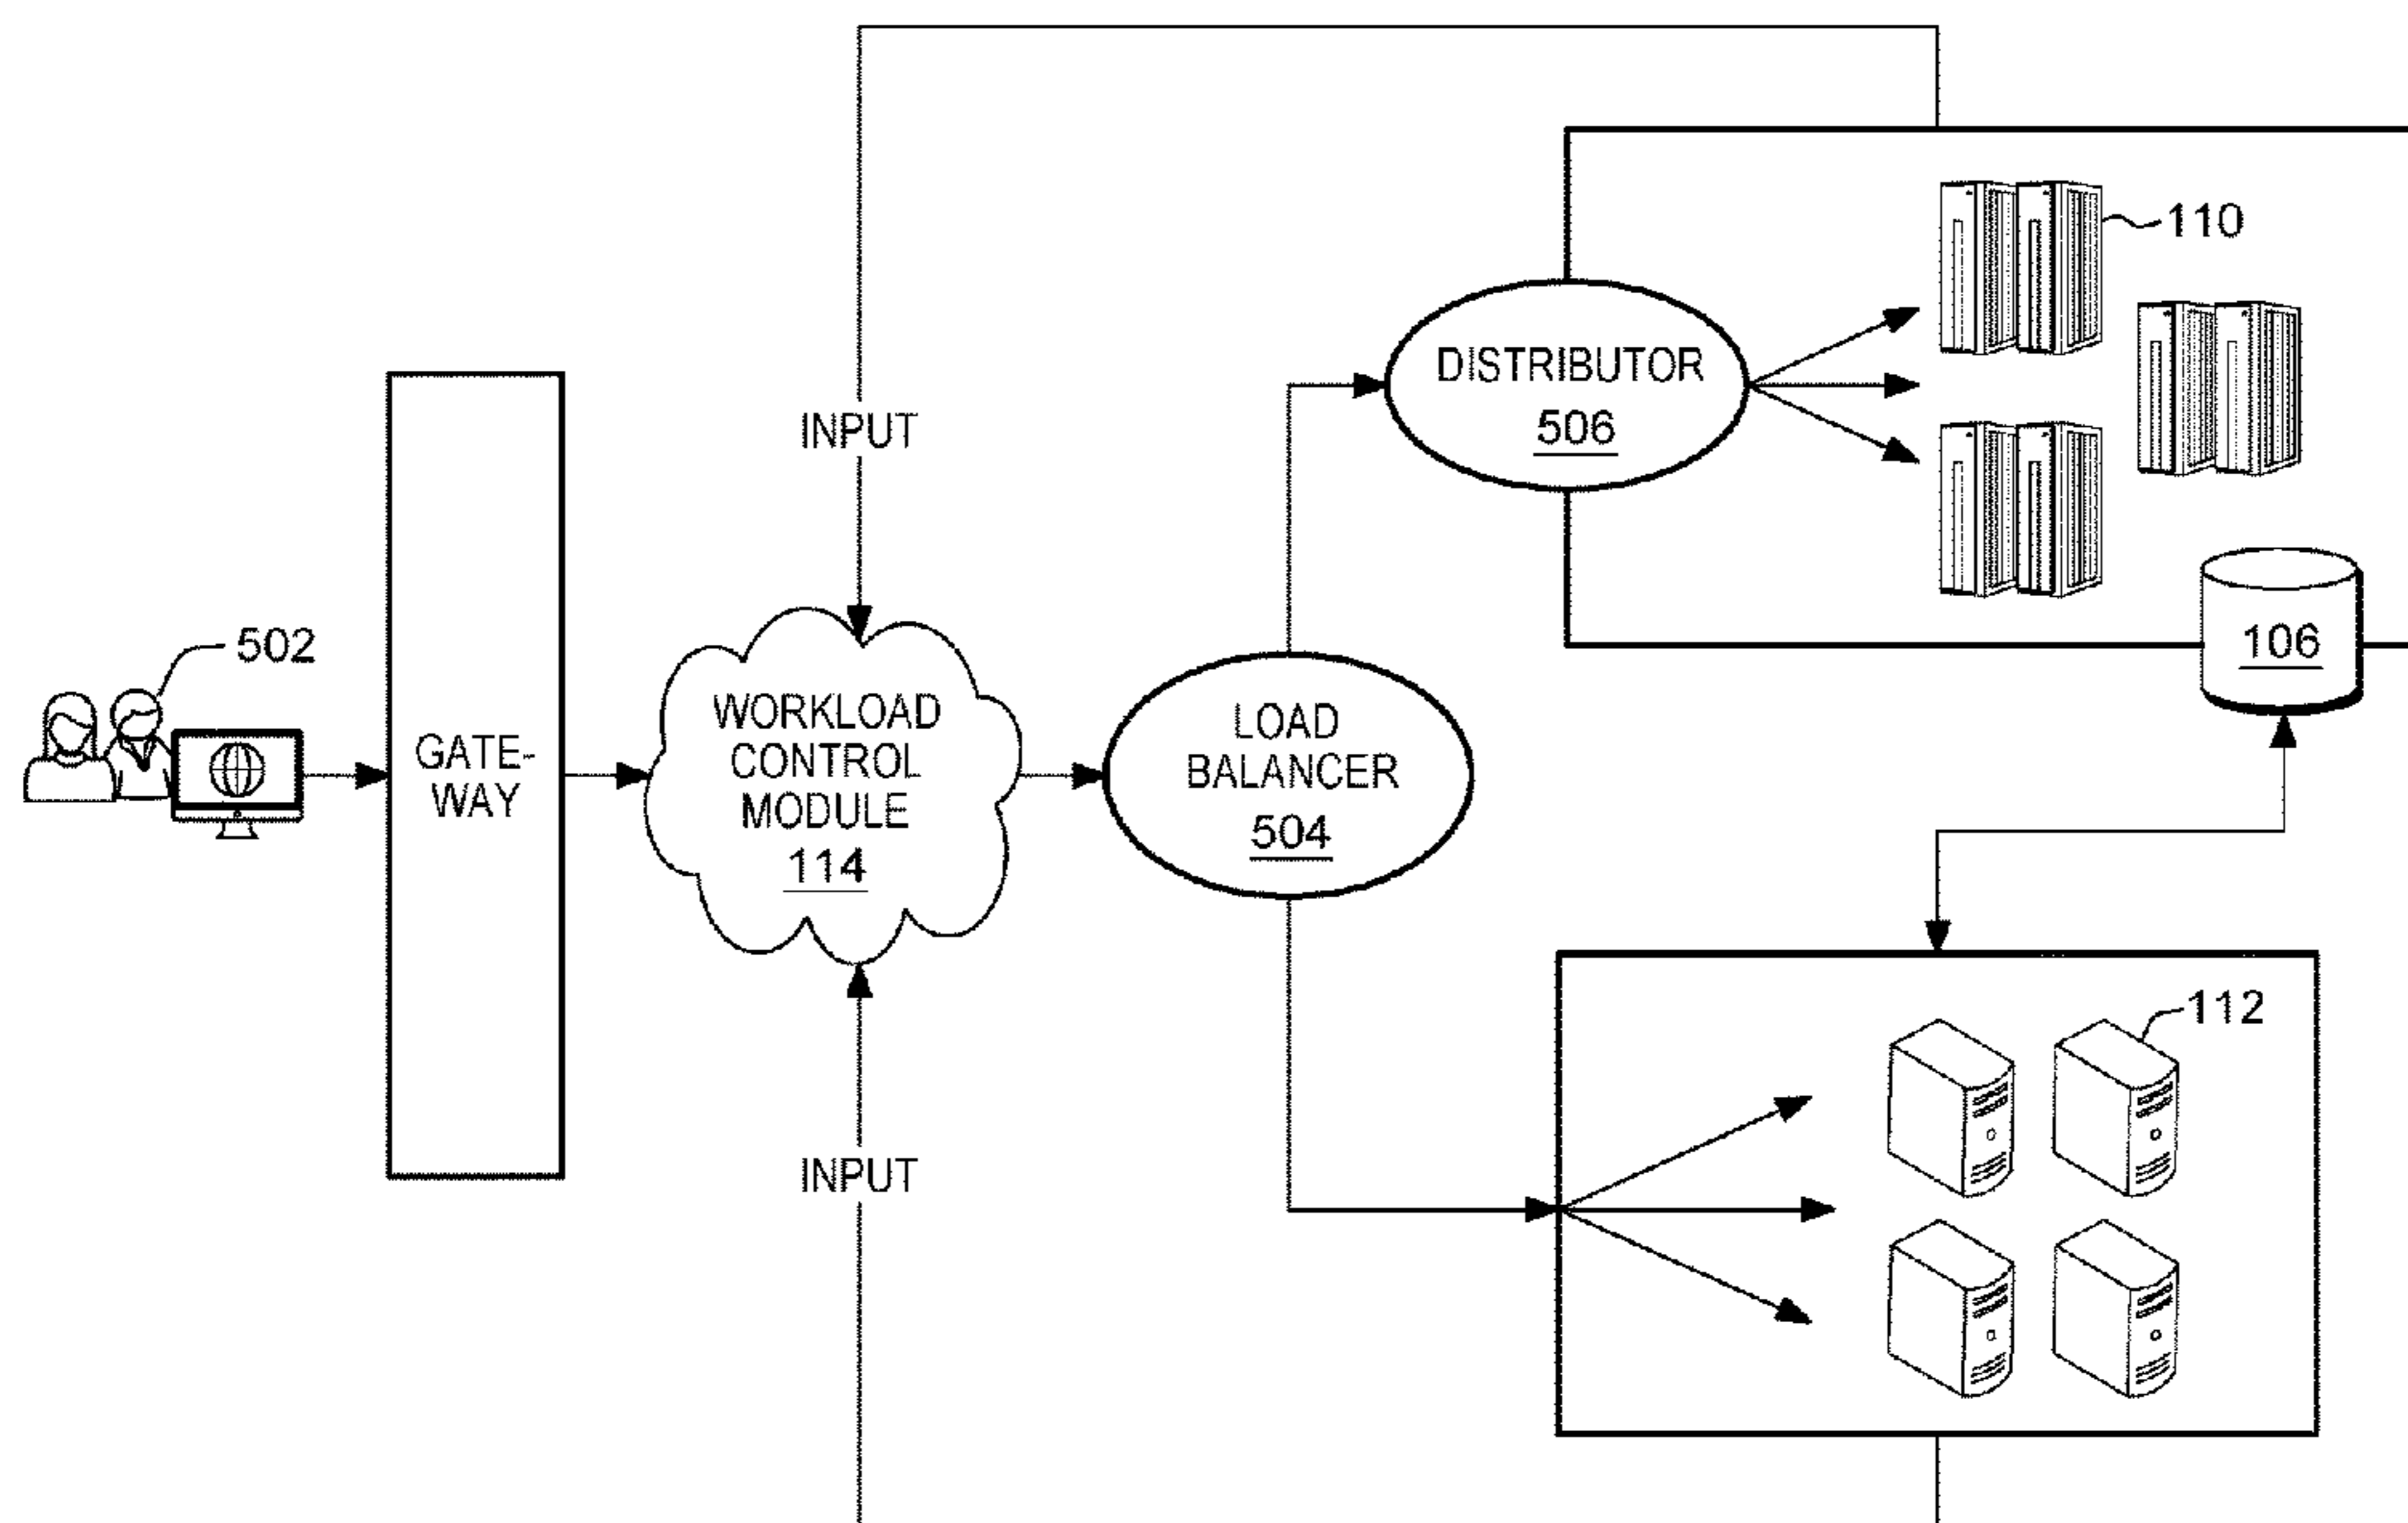 110
INPUT
DISTRIBUTOR
506
502
106
GATE-
WAY
WORKLOAD
CONTROL
MODULE
114
LOAD
BALANCER
504
112
INPUT